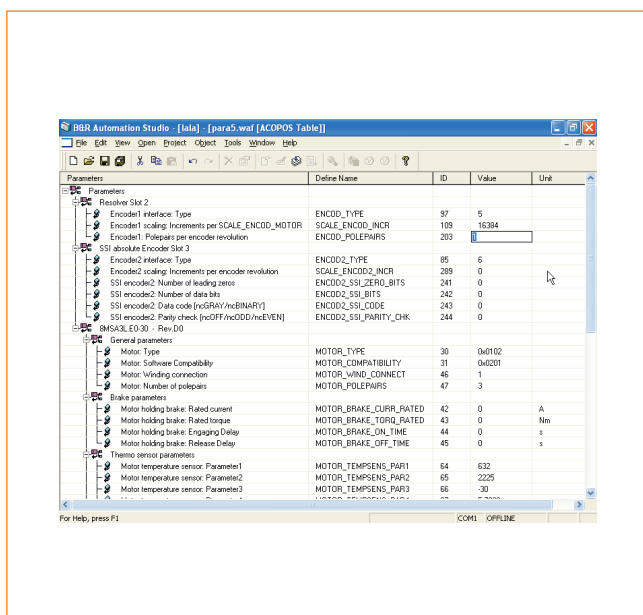 B&R Automation Studio - [lala] - [para5.waf [ACOPOS Table]]
File Edit View Open Project Object Tools Window Help
Parameters Define Name ID Value Unit
Parameters
Resolver Slot 2
Encoder1 interface: Type ENCOD_TYPE 97 5
Encoder1 scaling: Increments per SCALE_ENCOD_MOTOR SCALE_ENCOD_INCR 109 16384
Encoder1: Polepairs per encoder revolution ENCOD_POLEPAIRS 203 1
SSI absolute Encoder Slot 3
Encoder2 interface: Type ENCOD2_TYPE 85 6
Encoder2 scaling: Increments per encoder revolution SCALE_ENCOD2_INCR 289 0
SSI encoder2: Number of leading zeros ENCOD2_SSI_ZERO_BITS 241 0
SSI encoder2: Number of data bits ENCOD2_SSI_BITS 242 0
SSI encoder2: Data code [ncGRAY/ncBINARY] ENCOD2_SSI_CODE 243 0
SSI encoder2: Parity check [ncOFF/ncODD/ncEVEN] ENCOD2_SSI_PARITY_CHK 244 0
8MSA3L.E0-30 - Rev.D0
General parameters
Motor: Type MOTOR_TYPE 30 0x0102
Motor: Software Compatibility MOTOR_COMPATIBILITY 31 0x0201
Motor: Winding connection MOTOR_WIND_CONNECT 46 1
Motor: Number of polepairs MOTOR_POLEPAIRS 47 3
Brake parameters
Motor holding brake: Rated current MOTOR_BRAKE_CURR_RATED 42 0 A
Motor holding brake: Rated torque MOTOR_BRAKE_TORQ_RATED 43 0 Nm
Motor holding brake: Engaging Delay MOTOR_BRAKE_ON_TIME 44 0 s
Motor holding brake: Release Delay MOTOR_BRAKE_OFF_TIME 45 0 s
Thermo sensor parameters
Motor temperature sensor: Parameter1 MOTOR_TEMPSENS_PAR1 64 632
Motor temperature sensor: Parameter2 MOTOR_TEMPSENS_PAR2 65 2225
Motor temperature sensor: Parameter3 MOTOR_TEMPSENS_PAR3 66 -30
For Help, press F1 COM1 OFFLINE